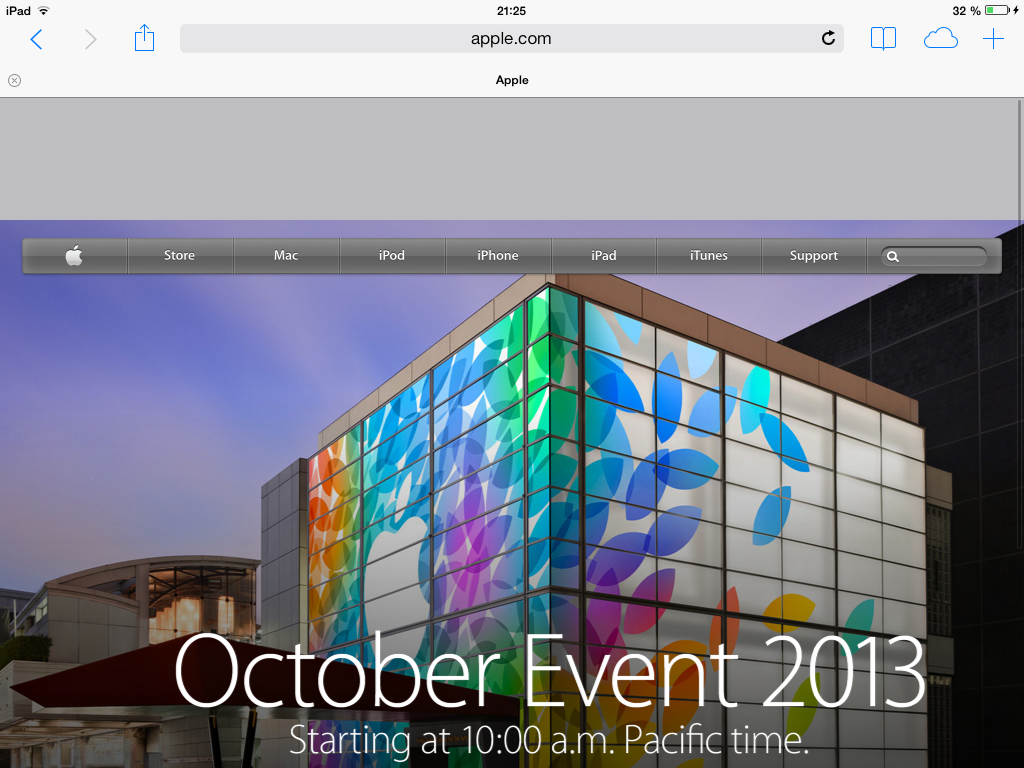 iPad 21:25 32 %
apple.com
Apple
Store Mac iPod iPhone iPad iTunes Support
October Event 2013
Starting at 10:00 a.m. Pacific time.